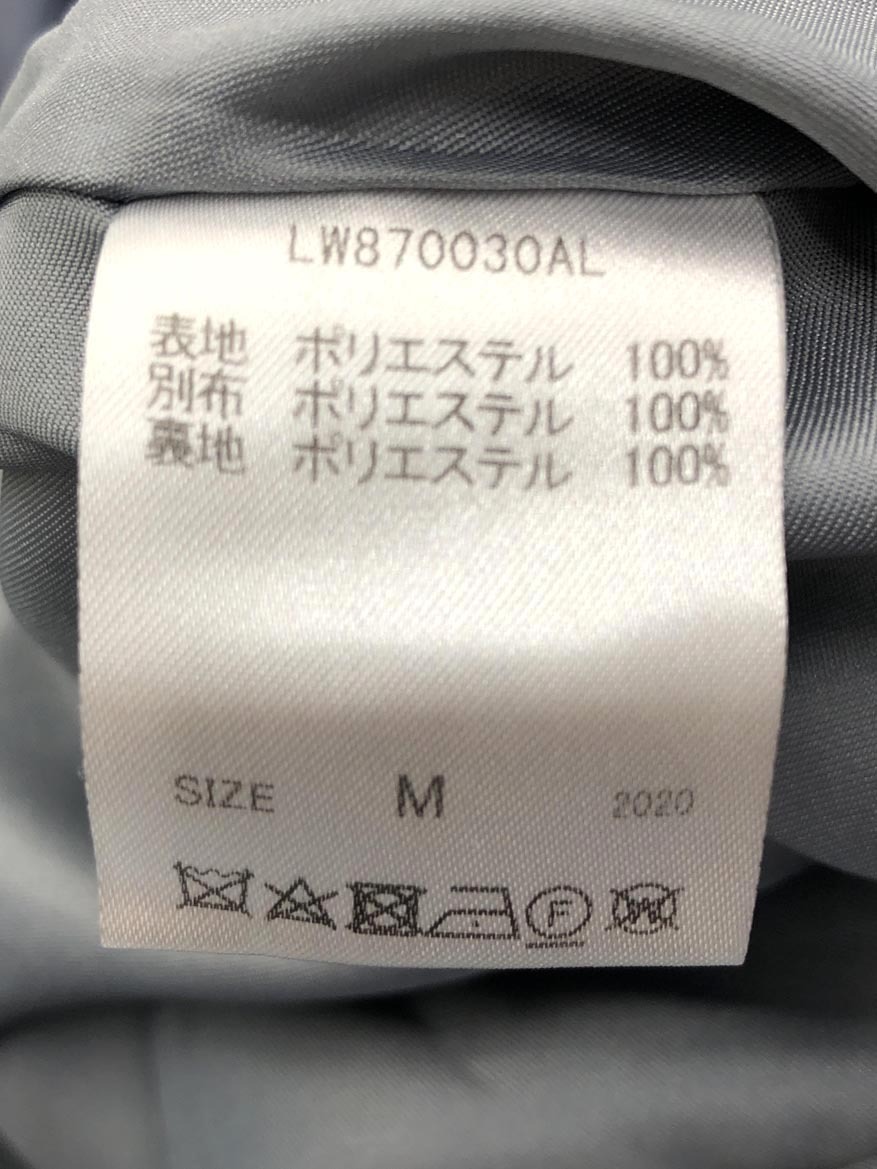 LW870030AL
表地 ポリエステル 100%
別布 ポリエステル 100%
裏地 ポリエステル 100%
SIZE M 2020
F W